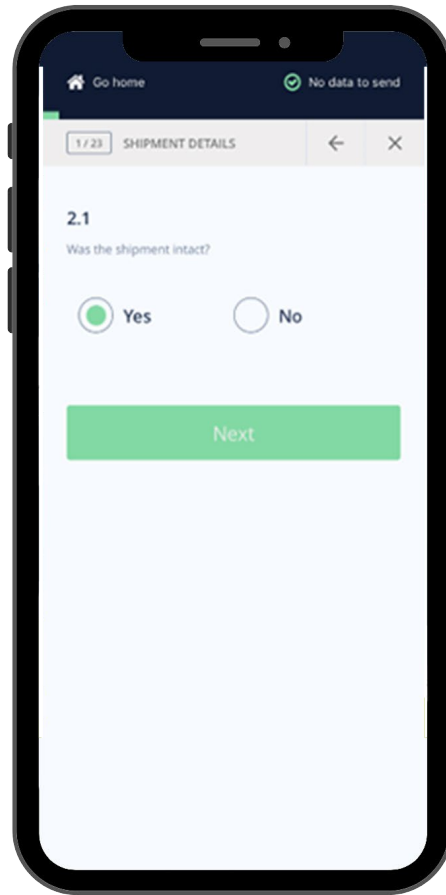 Go home
No data to send
1 / 23
SHIPMENT DETAILS
2.1
Was the shipment intact?
Yes
No
Next